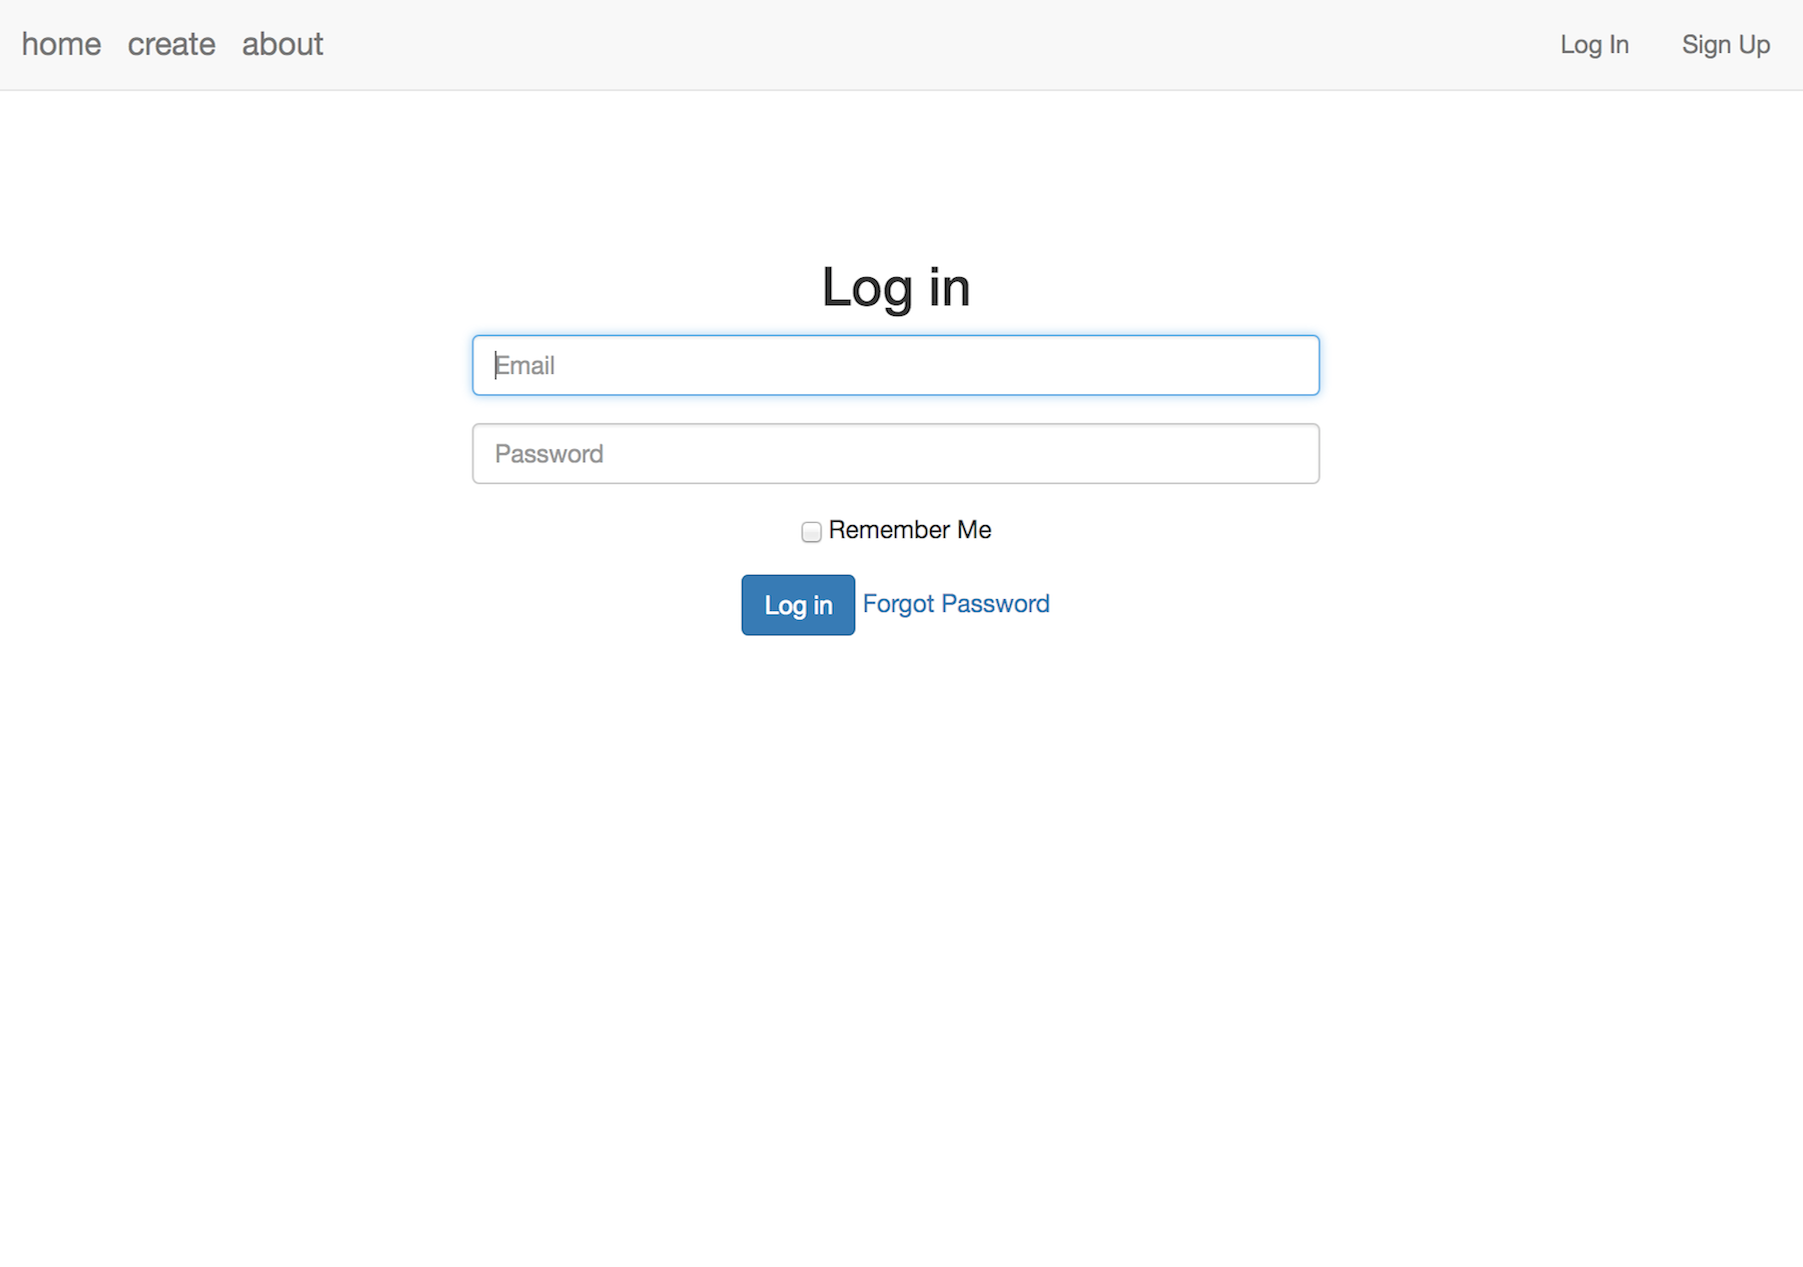 home create about Log In Sign Up
Log in
Email
Password
Remember Me
Log in Forgot Password